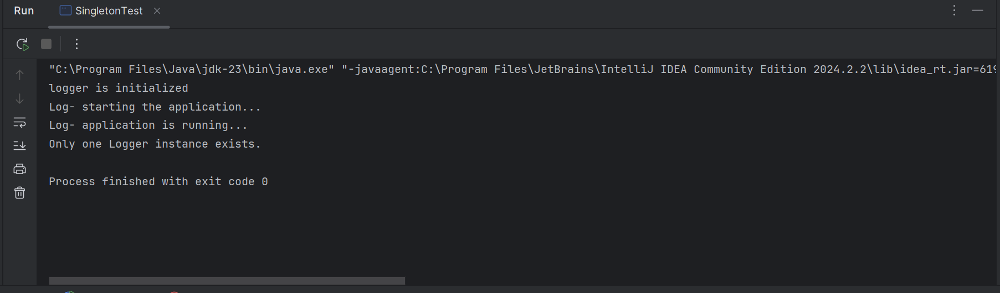 Run SingletonTest
"C:\Program Files\Java\jdk-23\bin\java.exe" "-javaagent:C:\Program Files\JetBrains\IntelliJ IDEA Community Edition 2024.2.2\lib\idea_rt.jar=619
logger is initialized
Log- starting the application...
Log- application is running...
Only one Logger instance exists.
Process finished with exit code 0